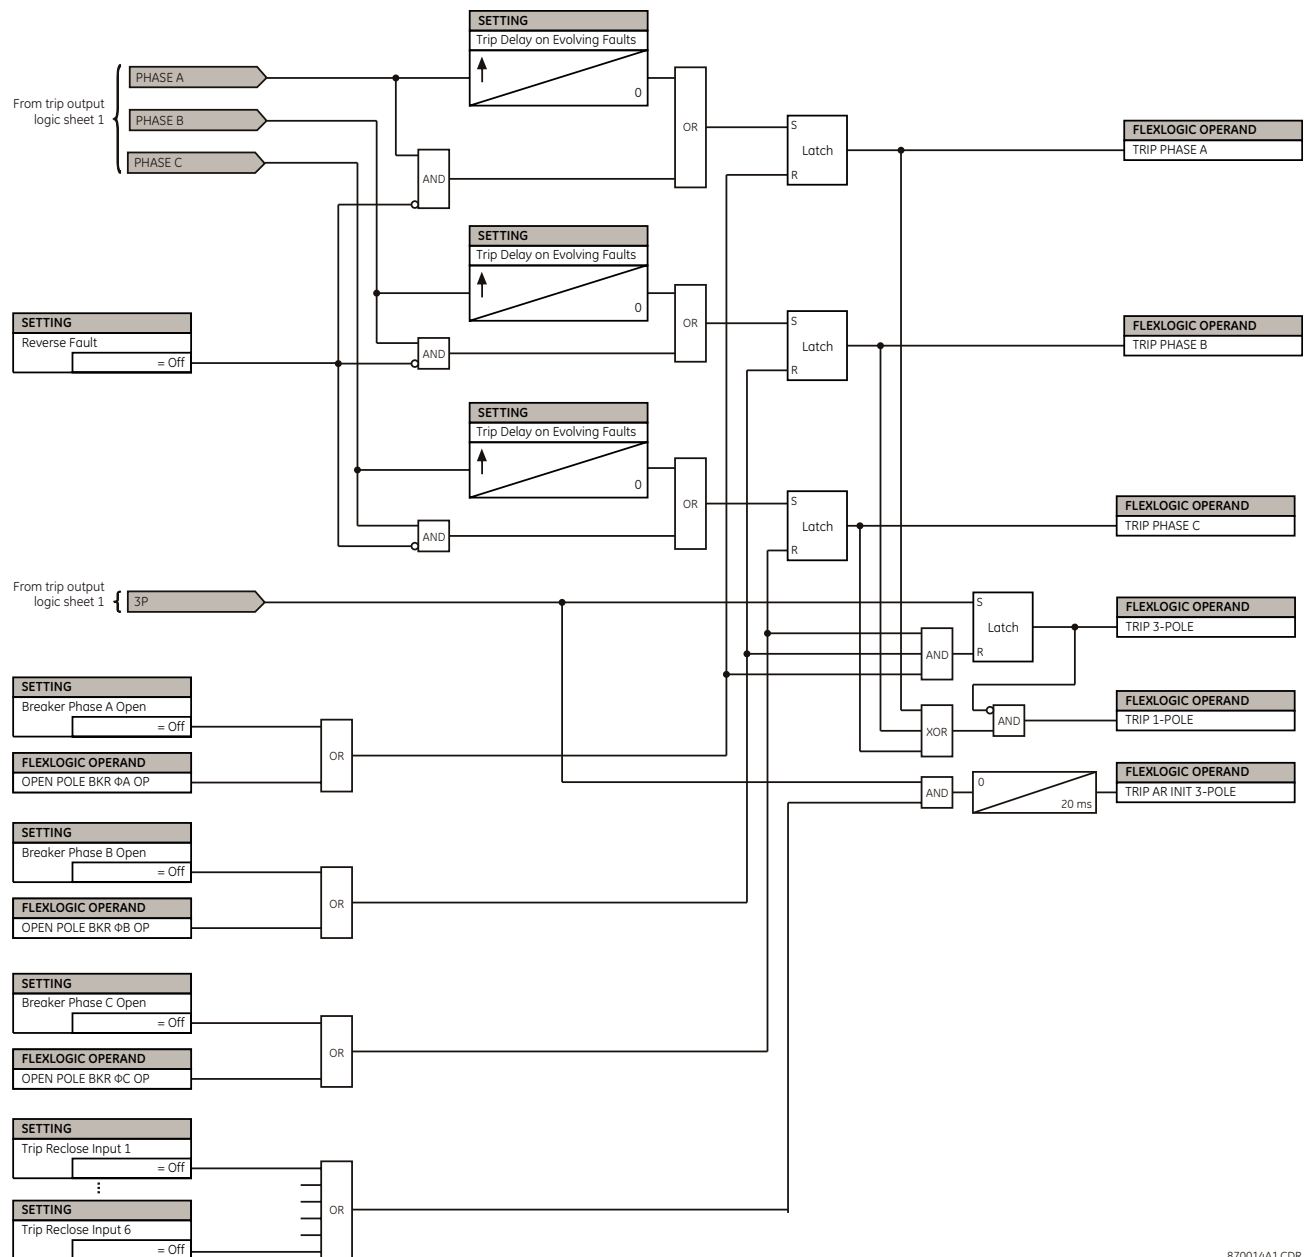 SETTING
Trip Delay on Evolving Faults
0
From trip output
logic sheet 1
PHASE A
PHASE B
PHASE C
AND
OR
S
Latch
R
FLEXLOGIC OPERAND
TRIP PHASE A
SETTING
Trip Delay on Evolving Faults
0
SETTING
Reverse Fault
= Off
AND
OR
S
Latch
R
FLEXLOGIC OPERAND
TRIP PHASE B
SETTING
Trip Delay on Evolving Faults
0
AND
OR
S
Latch
R
FLEXLOGIC OPERAND
TRIP PHASE C
From trip output
logic sheet 1
3P
AND
S
Latch
R
FLEXLOGIC OPERAND
TRIP 3-POLE
SETTING
Breaker Phase A Open
= Off
FLEXLOGIC OPERAND
OPEN POLE BKR ΦA OP
OR
XOR
AND
FLEXLOGIC OPERAND
TRIP 1-POLE
AND
0
20 ms
FLEXLOGIC OPERAND
TRIP AR INIT 3-POLE
SETTING
Breaker Phase B Open
= Off
FLEXLOGIC OPERAND
OPEN POLE BKR ΦB OP
OR
SETTING
Breaker Phase C Open
= Off
FLEXLOGIC OPERAND
OPEN POLE BKR ΦC OP
OR
SETTING
Trip Reclose Input 1
= Off
SETTING
Trip Reclose Input 6
= Off
OR
870014A1.CDR